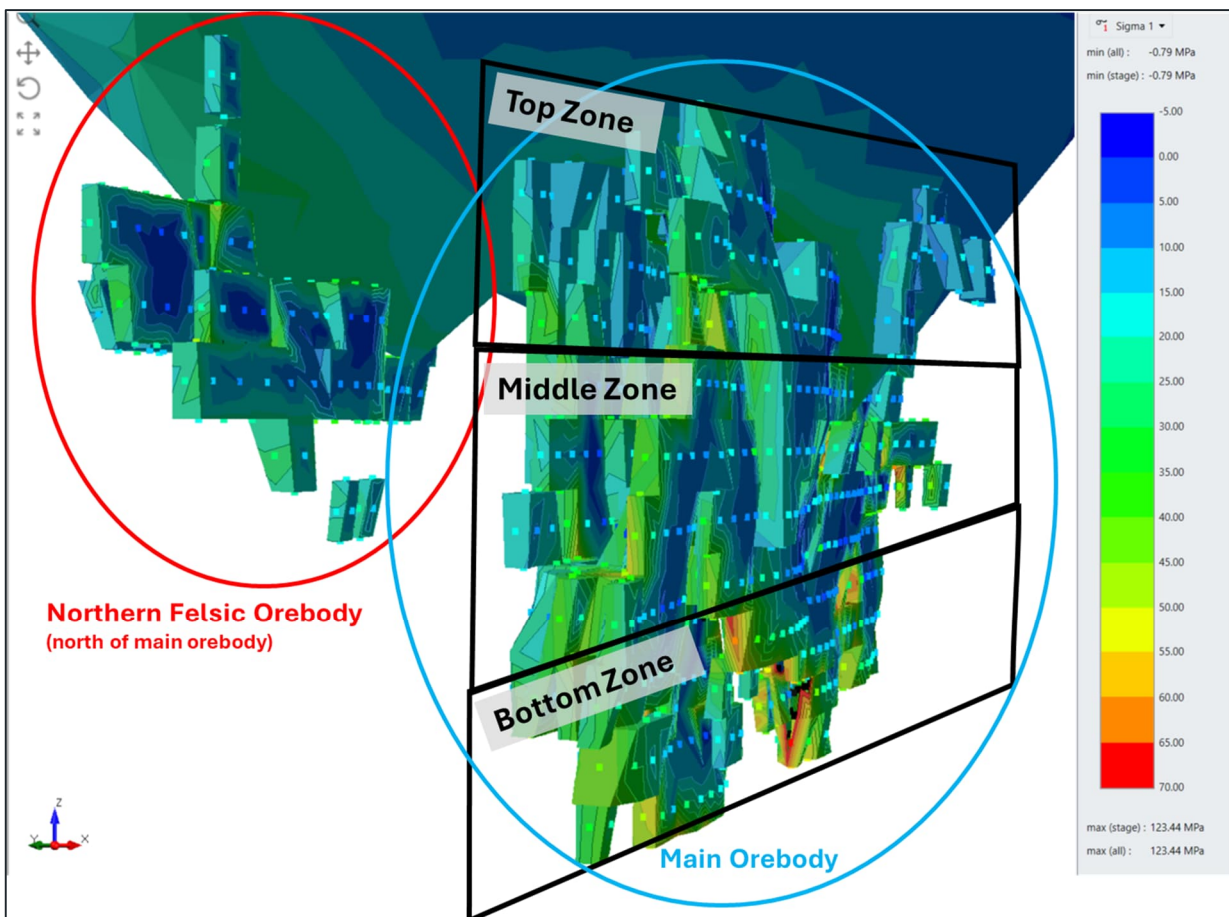 σ1 Sigma 1
min (all) : -0.79 MPa
min (stage) : -0.79 MPa
-5.00
0.00
5.00
10.00
15.00
20.00
25.00
30.00
35.00
40.00
45.00
50.00
55.00
60.00
65.00
70.00
max (stage) : 123.44 MPa
max (all) : 123.44 MPa
Top Zone
Middle Zone
Bottom Zone
Northern Felsic Orebody
(north of main orebody)
Main Orebody
Z
Y
X